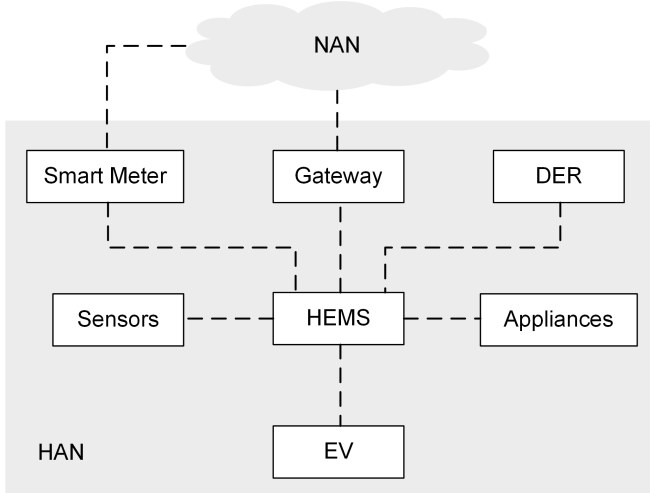 NAN
Smart Meter
Gateway
DER
Sensors
HEMS
Appliances
HAN
EV